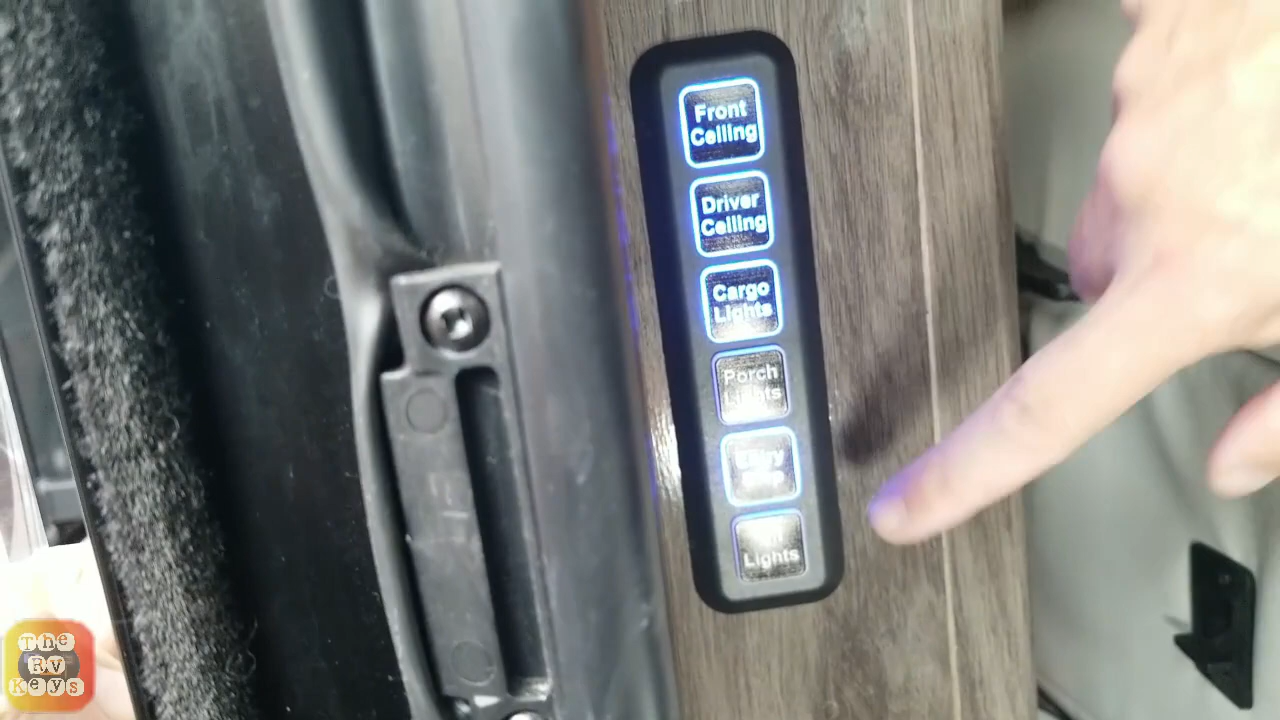 Front
Ceiling
Driver
Ceiling
Cargo
Lights
Porch
Lights
Lights
The
RV
Keys